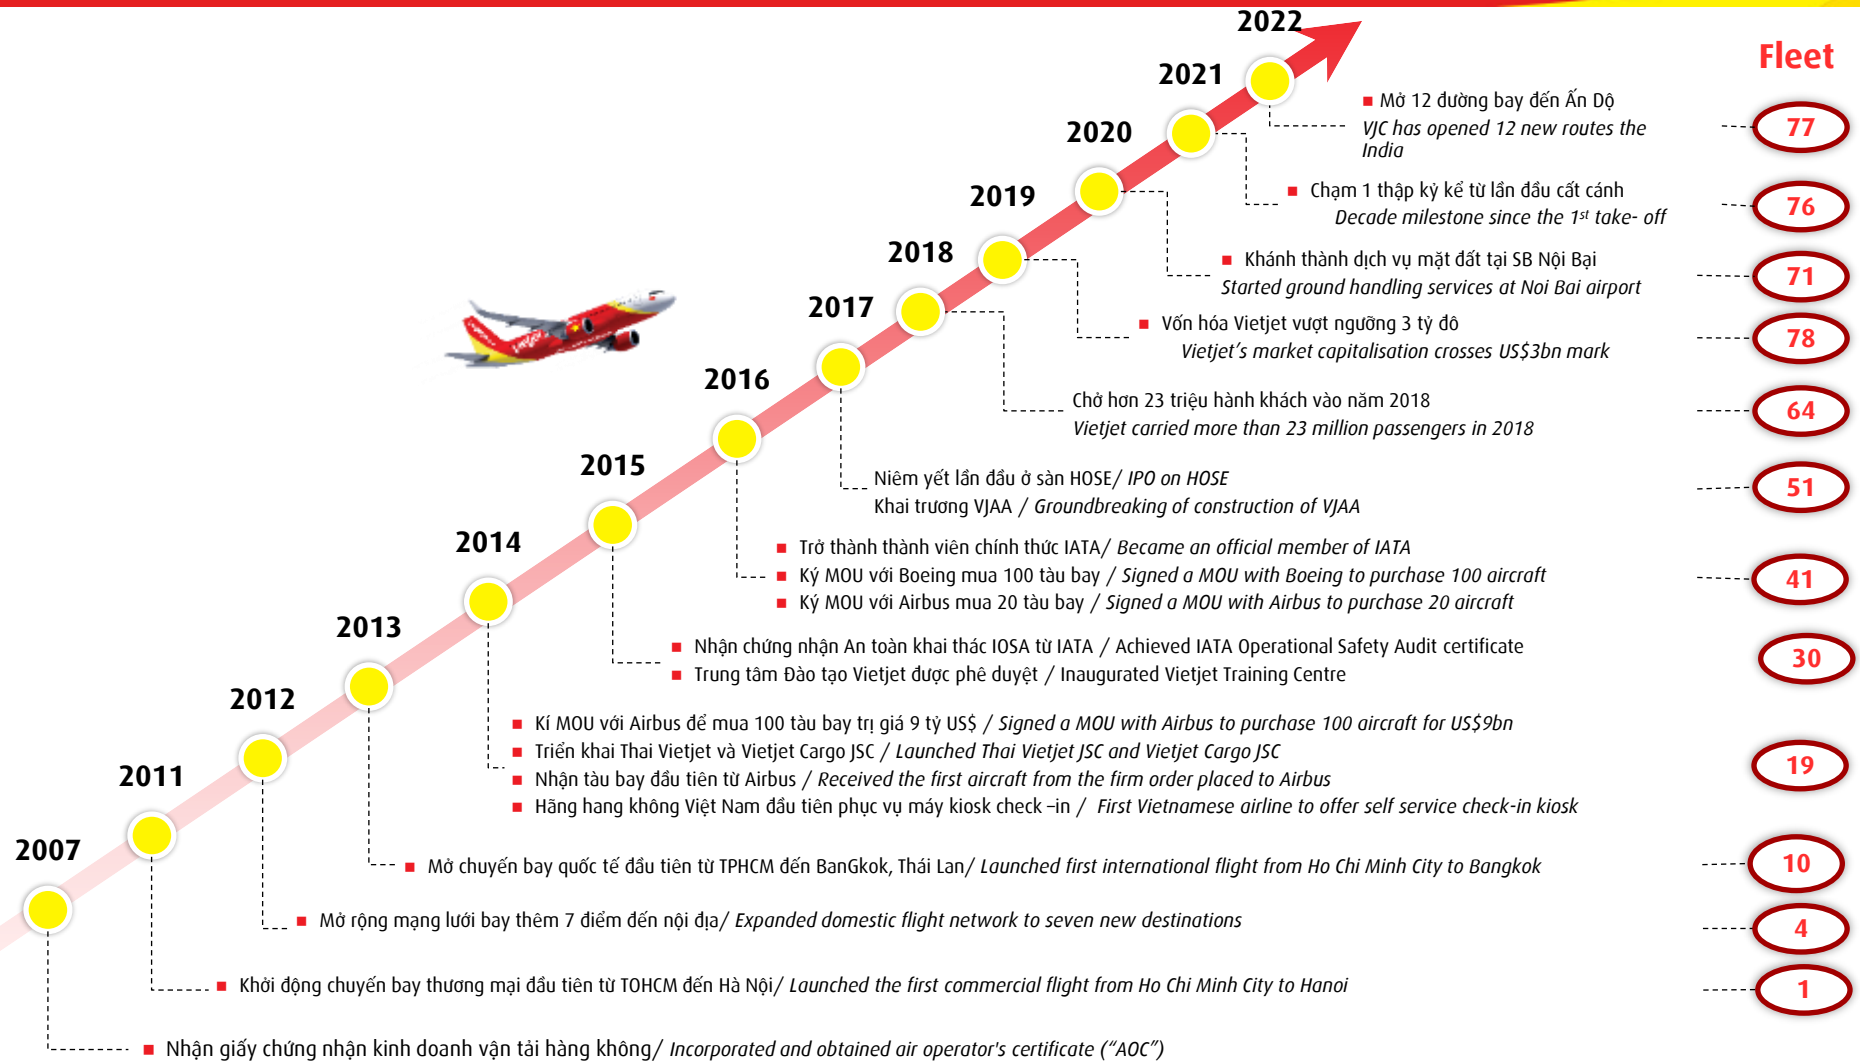 2022
Fleet
2021
■ Mở 12 đường bay đến Ấn Dộ
VJC has opened 12 new routes the
India
77
2020
■ Chạm 1 thập kỷ kể từ lần đầu cất cánh
Decade milestone since the 1st take- off
76
2019
■ Khánh thành dịch vụ mặt đất tại SB Nội Bại
Started ground handling services at Noi Bai airport
71
2018
■ Vốn hóa Vietjet vượt ngưỡng 3 tỷ đô
Vietjet’s market capitalisation crosses US$3bn mark
78
2017
Chở hơn 23 triệu hành khách vào năm 2018
Vietjet carried more than 23 million passengers in 2018
64
2016
Niêm yết lần đầu ở sàn HOSE/ IPO on HOSE
Khai trương VJAA / Groundbreaking of construction of VJAA
51
2015
■ Trở thành thành viên chính thức IATA/ Became an official member of IATA
■ Ký MOU với Boeing mua 100 tàu bay / Signed a MOU with Boeing to purchase 100 aircraft
■ Ký MOU với Airbus mua 20 tàu bay / Signed a MOU with Airbus to purchase 20 aircraft
41
2014
■ Nhận chứng nhận An toàn khai thác IOSA từ IATA / Achieved IATA Operational Safety Audit certificate
■ Trung tâm Đào tạo Vietjet được phê duyệt / Inaugurated Vietjet Training Centre
30
2013
■ Kí MOU với Airbus để mua 100 tàu bay trị giá 9 tỷ US$ / Signed a MOU with Airbus to purchase 100 aircraft for US$9bn
■ Triển khai Thai Vietjet và Vietjet Cargo JSC / Launched Thai Vietjet JSC and Vietjet Cargo JSC
■ Nhận tàu bay đầu tiên từ Airbus / Received the first aircraft from the firm order placed to Airbus
■ Hãng hang không Việt Nam đầu tiên phục vụ máy kiosk check –in / First Vietnamese airline to offer self service check-in kiosk
19
2012
■ Mở chuyến bay quốc tế đầu tiên từ TPHCM đến BanGkok, Thái Lan/ Launched first international flight from Ho Chi Minh City to Bangkok
10
2011
■ Mở rộng mạng lưới bay thêm 7 điểm đến nội địa/ Expanded domestic flight network to seven new destinations
4
2007
■ Khởi động chuyến bay thương mại đầu tiên từ TOHCM đến Hà Nội/ Launched the first commercial flight from Ho Chi Minh City to Hanoi
1
■ Nhận giấy chứng nhận kinh doanh vận tải hàng không/ Incorporated and obtained air operator's certificate (“AOC”)